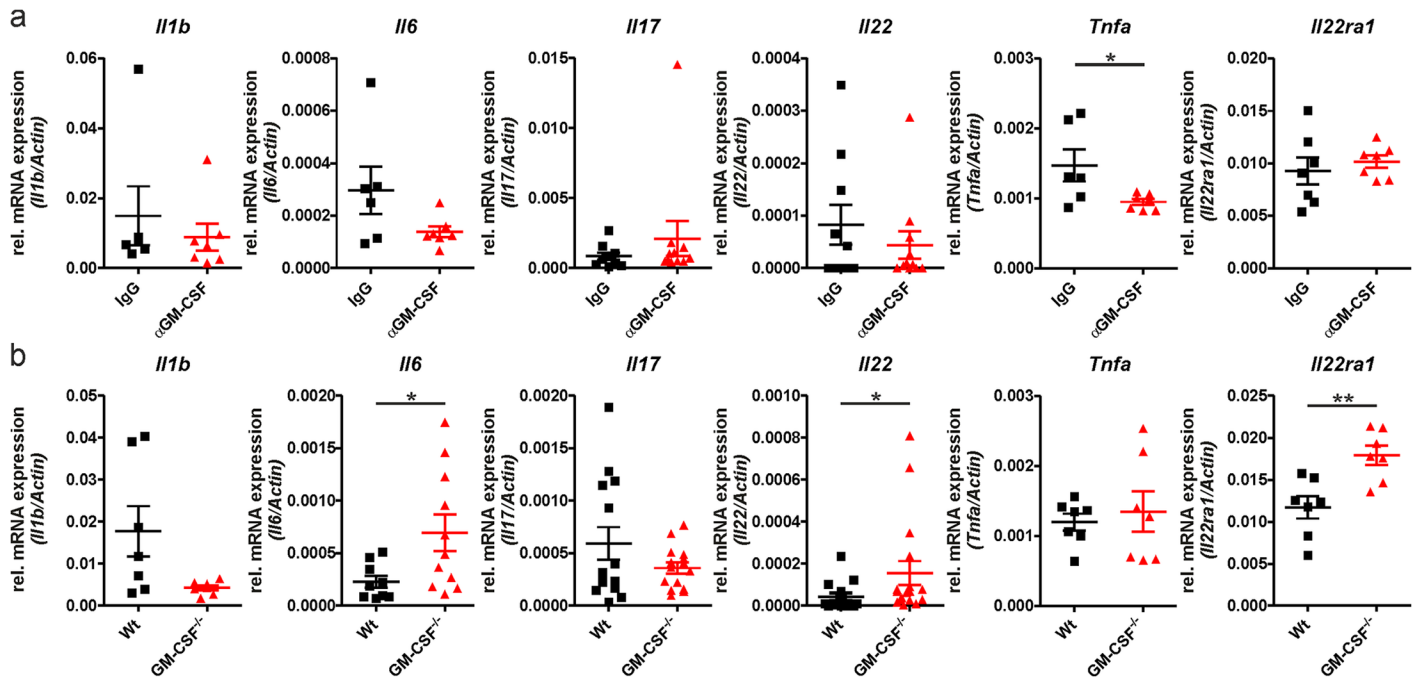 a
Il1b
rel. mRNA expression
(Il1b/Actin)
0.06
0.04
0.02
0.00
IgG
αGM-CSF
Il6
rel. mRNA expression
(Il6/Actin)
0.0008
0.0006
0.0004
0.0002
0.0000
IgG
αGM-CSF
Il17
rel. mRNA expression
(Il17/Actin)
0.015
0.010
0.005
0.000
IgG
αGM-CSF
Il22
rel. mRNA expression
(Il22/Actin)
0.0004
0.0003
0.0002
0.0001
0.0000
IgG
αGM-CSF
Tnfa
rel. mRNA expression
(Tnfa/Actin)
0.003
0.002
0.001
0.000
*
IgG
αGM-CSF
Il22ra1
rel. mRNA expression
(Il22ra1/Actin)
0.020
0.015
0.010
0.005
0.000
IgG
αGM-CSF
b
Il1b
rel. mRNA expression
(Il1b/Actin)
0.05
0.04
0.03
0.02
0.01
0.00
Wt
GM-CSF⁻/⁻
Il6
rel. mRNA expression
(Il6/Actin)
0.0020
0.0015
0.0010
0.0005
0.0000
*
Wt
GM-CSF⁻/⁻
Il17
rel. mRNA expression
(Il17/Actin)
0.0020
0.0015
0.0010
0.0005
0.0000
Wt
GM-CSF⁻/⁻
Il22
rel. mRNA expression
(Il22/Actin)
0.0010
0.0008
0.0006
0.0004
0.0002
0.0000
*
Wt
GM-CSF⁻/⁻
Tnfa
rel. mRNA expression
(Tnfa/Actin)
0.003
0.002
0.001
0.000
Wt
GM-CSF⁻/⁻
Il22ra1
rel. mRNA expression
(Il22ra1/Actin)
0.025
0.020
0.015
0.010
0.005
0.000
**
Wt
GM-CSF⁻/⁻